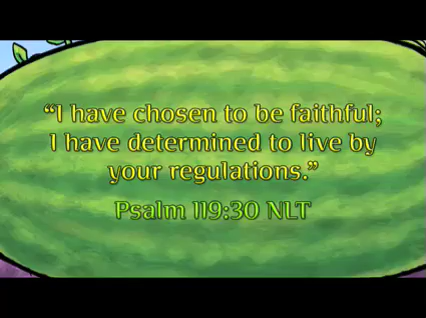 “I have chosen to be faithful;
I have determined to live by
your regulations.”
Psalm 119:30 NLT